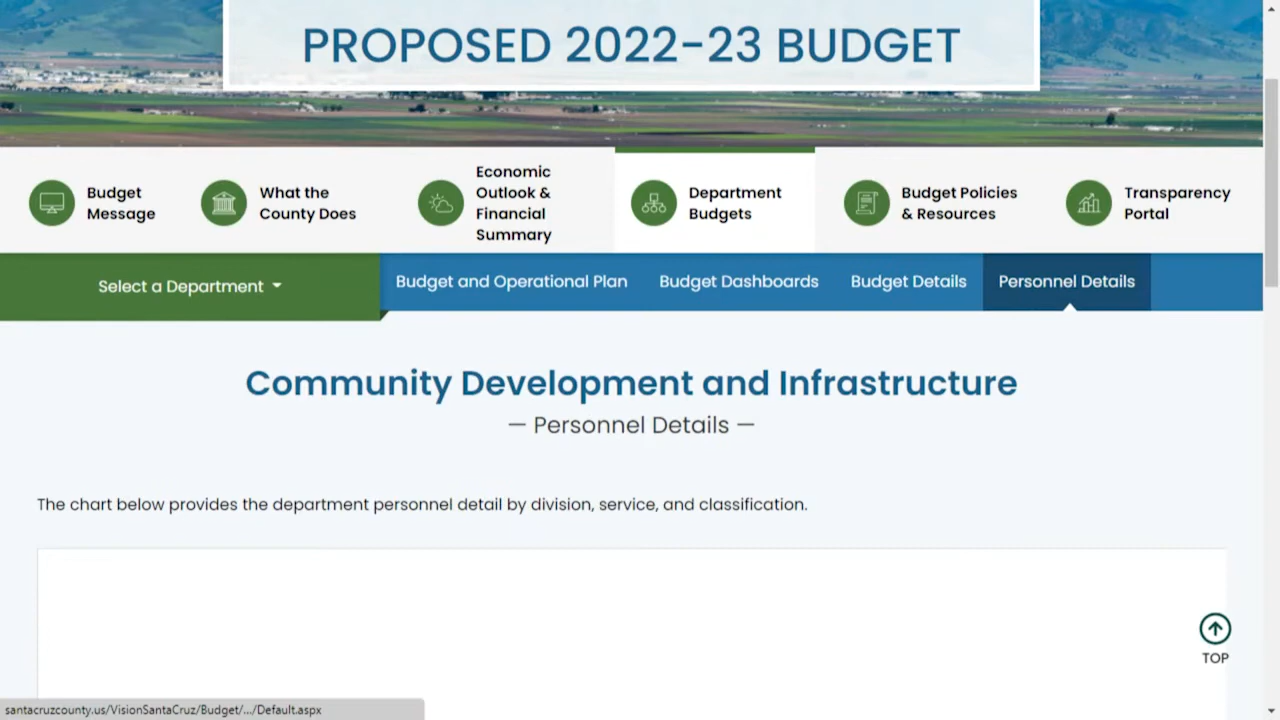 PROPOSED 2022-23 BUDGET
Budget
Message
What the
County Does
Economic
Outlook &
Financial
Summary
Department
Budgets
Budget Policies
& Resources
Transparency
Portal
Select a Department
Budget and Operational Plan
Budget Dashboards
Budget Details
Personnel Details
Community Development and Infrastructure
— Personnel Details —
The chart below provides the department personnel detail by division, service, and classification.
TOP
santacruzcounty.us/VisionSantaCruz/Budget/.../Default.aspx